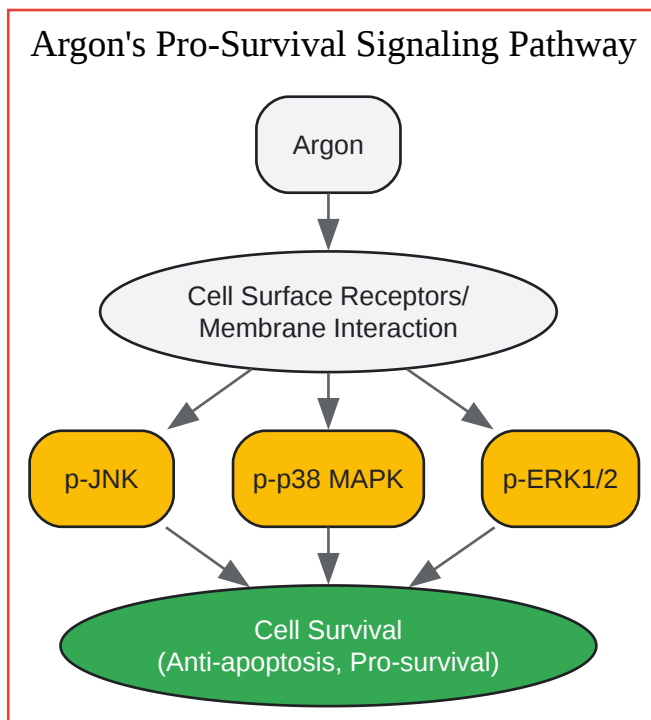 Argon's Pro-Survival Signaling Pathway
Argon
Cell Surface Receptors/
Membrane Interaction
p-JNK
p-p38 MAPK
p-ERK1/2
Cell Survival
(Anti-apoptosis, Pro-survival)